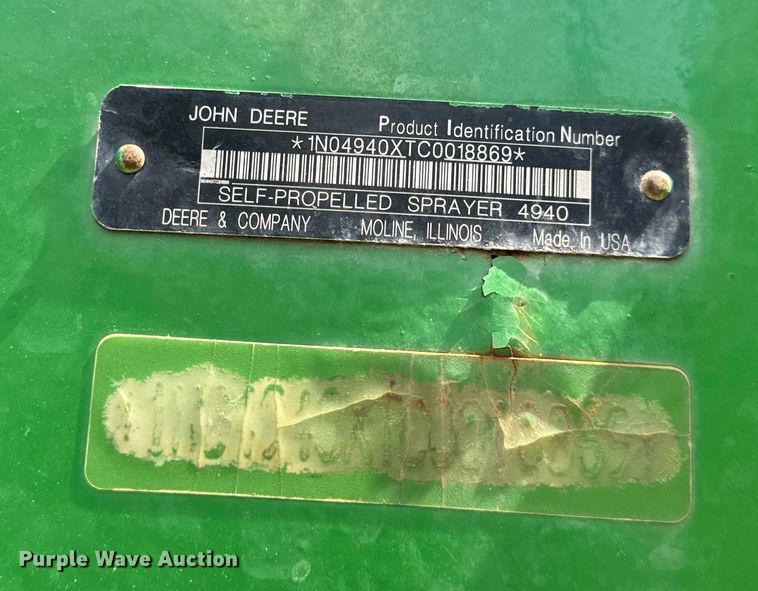 JOHN DEERE Product Identification Number
*1N04940XTC0018869*
SELF-PROPELLED SPRAYER 4940
DEERE & COMPANY MOLINE, ILLINOIS Made In USA
Purple Wave Auction